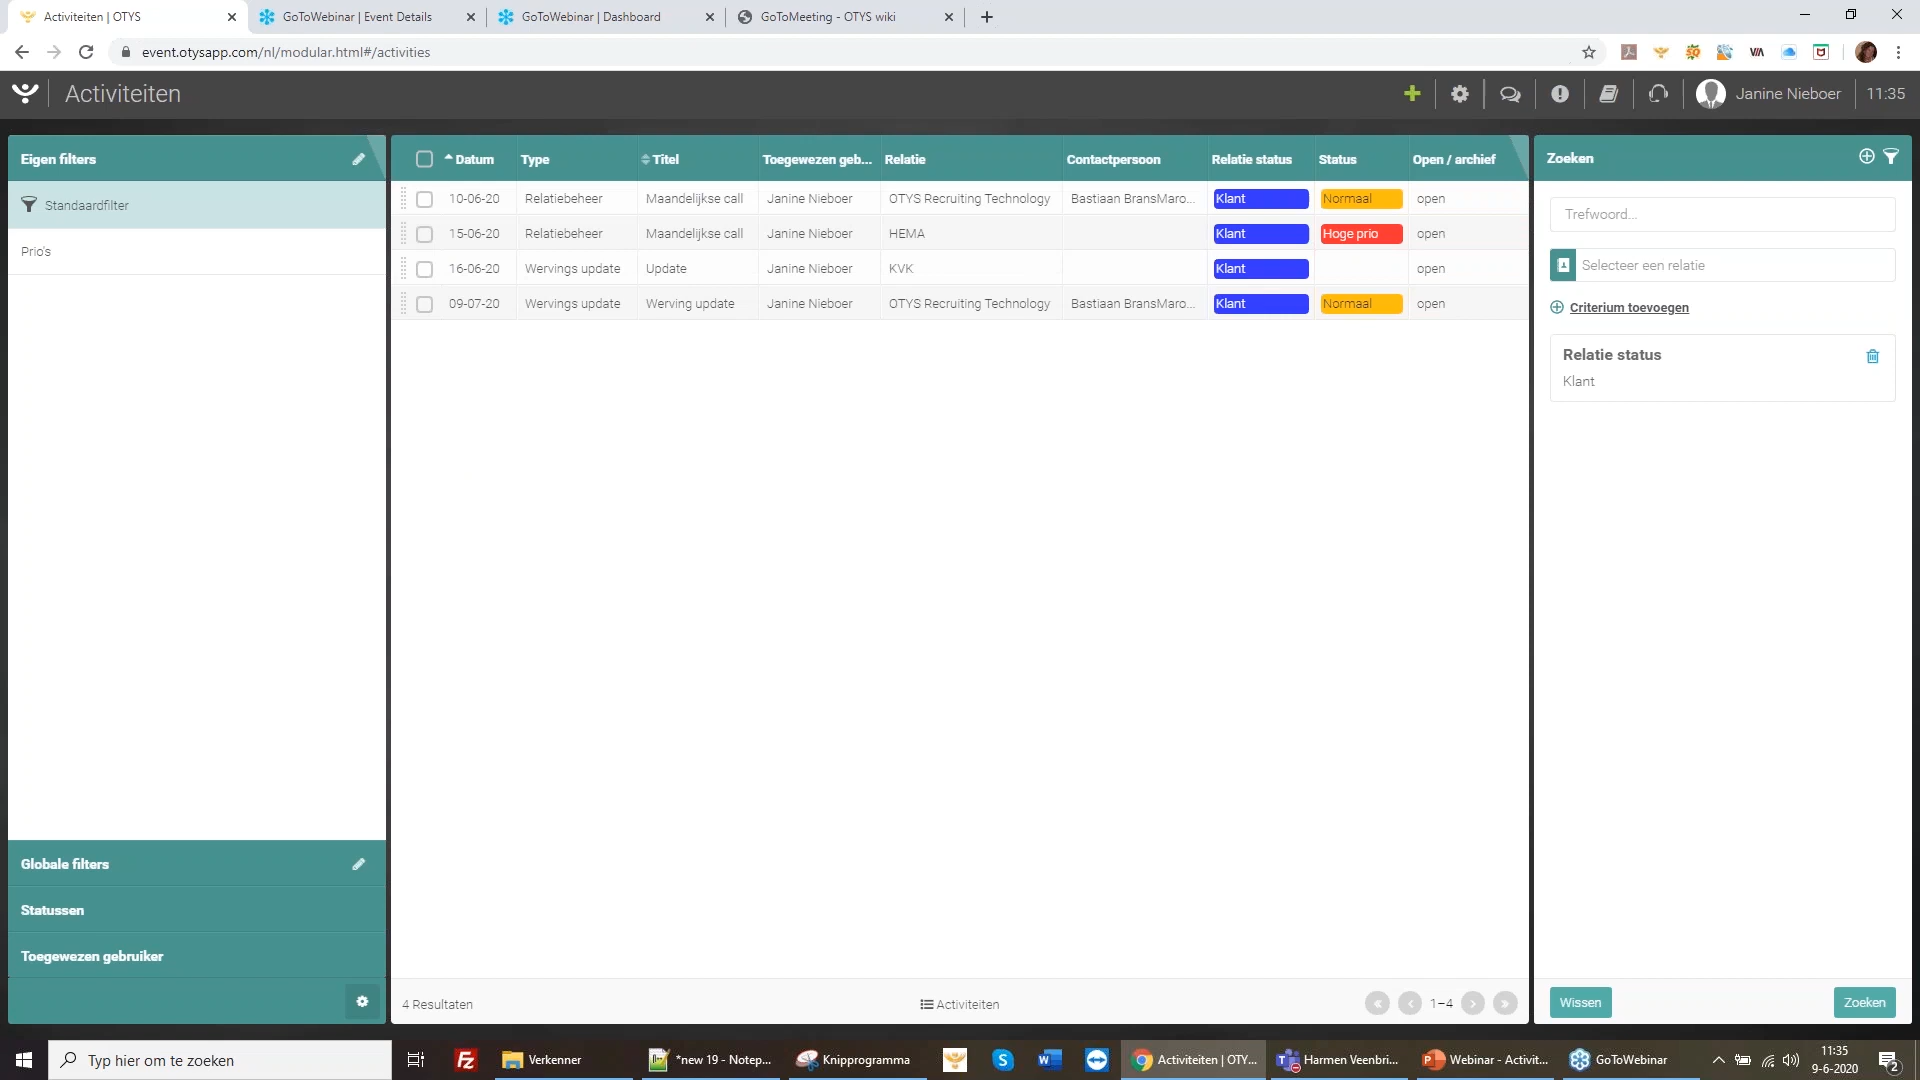 Activiteiten | OTYS
GoToWebinar | Event Details
GoToWebinar | Dashboard
GoToMeeting - OTYS wiki
event.otysapp.com/nl/modular.html#/activities
Activiteiten
Janine Nieboer
11:35
Eigen filters
Standaardfilter
Prio's
Globale filters
Statussen
Toegewezen gebruiker
Datum Type Titel Toegewezen geb... Relatie Contactpersoon Relatie status Status Open / archief
10-06-20 Relatiebeheer Maandelijkse call Janine Nieboer OTYS Recruiting Technology Bastiaan BransMaro... Klant Normaal open
15-06-20 Relatiebeheer Maandelijkse call Janine Nieboer HEMA Klant Hoge prio open
16-06-20 Wervings update Update Janine Nieboer KVK Klant open
09-07-20 Wervings update Werving update Janine Nieboer OTYS Recruiting Technology Bastiaan BransMaro... Klant Normaal open
4 Resultaten
Activiteiten
1–4
Zoeken
Trefwoord...
Selecteer een relatie
Criterium toevoegen
Relatie status
Klant
Wissen
Zoeken
Typ hier om te zoeken
Verkenner
*new 19 - Notep...
Knipprogramma
Activiteiten | OTY...
Harmen Veenbri...
Webinar - Activit...
GoToWebinar
11:35
9-6-2020
2